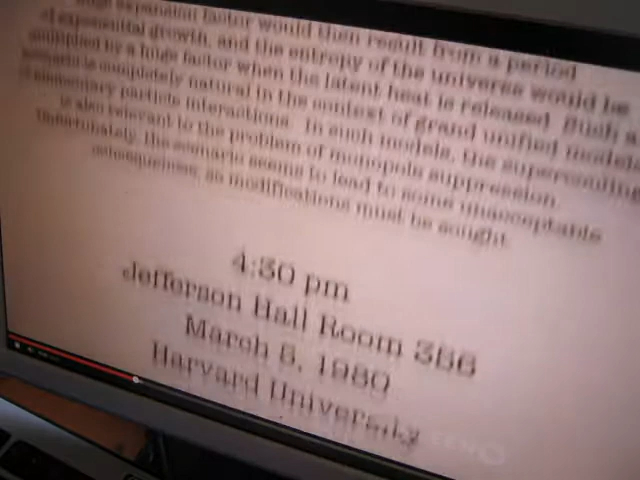 huge expansion factor would then result from a period
of exponential growth, and the entropy of the universe would be
multiplied by a huge factor when the latent heat is released. Such a
scenario is completely natural in the context of grand unified models
of elementary particle interactions. In such models, the supercooling
is also relevant to the problem of monopole suppression.
Unfortunately, the scenario seems to lead to some unacceptable
consequences, so modifications must be sought.
4:30 pm
Jefferson Hall Room 356
March 5, 1980
Harvard University